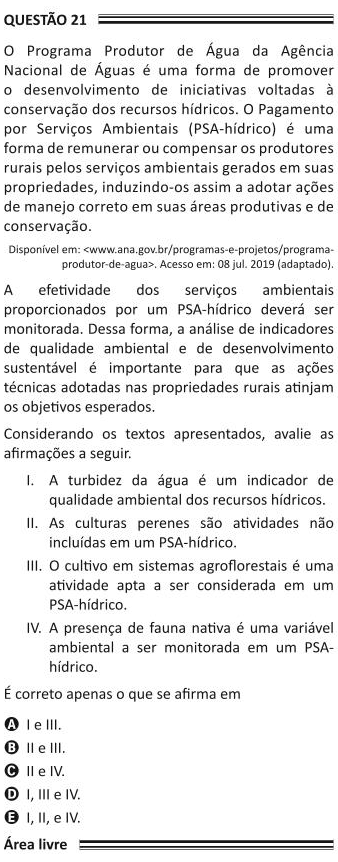 QUESTÃO 21
O Programa Produtor de Água da Agência
Nacional de Águas é uma forma de promover
o desenvolvimento de iniciativas voltadas à
conservação dos recursos hídricos. O Pagamento
por Serviços Ambientais (PSA-hídrico) é uma
forma de remunerar ou compensar os produtores
rurais pelos serviços ambientais gerados em suas
propriedades, induzindo-os assim a adotar ações
de manejo correto em suas áreas produtivas e de
conservação.
Disponível em: <www.ana.gov.br/programas-e-projetos/programa-
produtor-de-agua>. Acesso em: 08 jul. 2019 (adaptado).
A efetividade dos serviços ambientais
proporcionados por um PSA-hídrico deverá ser
monitorada. Dessa forma, a análise de indicadores
de qualidade ambiental e de desenvolvimento
sustentável é importante para que as ações
técnicas adotadas nas propriedades rurais atinjam
os objetivos esperados.
Considerando os textos apresentados, avalie as
afirmações a seguir.
I. A turbidez da água é um indicador de
qualidade ambiental dos recursos hídricos.
II. As culturas perenes são atividades não
incluídas em um PSA-hídrico.
III. O cultivo em sistemas agroflorestais é uma
atividade apta a ser considerada em um
PSA-hídrico.
IV. A presença de fauna nativa é uma variável
ambiental a ser monitorada em um PSA-
hídrico.
É correto apenas o que se afirma em
A I e III.
B II e III.
C II e IV.
D I, III e IV.
E I, II, e IV.
Área livre